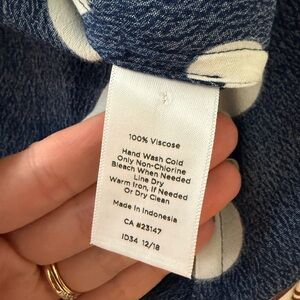 100% Viscose
Hand Wash Cold
Only Non-Chlorine
Bleach When Needed
Line Dry
Warm Iron, If Needed
Or Dry Clean
Made in Indonesia
CA #23147
ID34 12/18